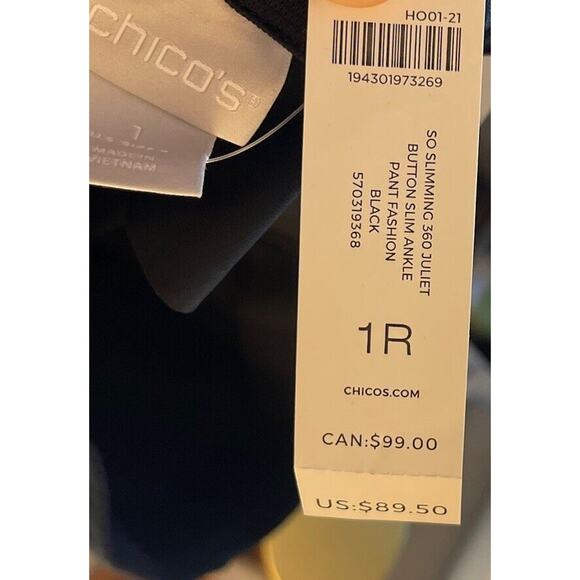 chico's®
1
MADE IN
VIETNAM
HO01-21
194301973269
SO SLIMMING 360 JULIET
BUTTON SLIM ANKLE
PANT FASHION
BLACK
570319368
1R
CHICOS.COM
CAN:$99.00
US:$89.50